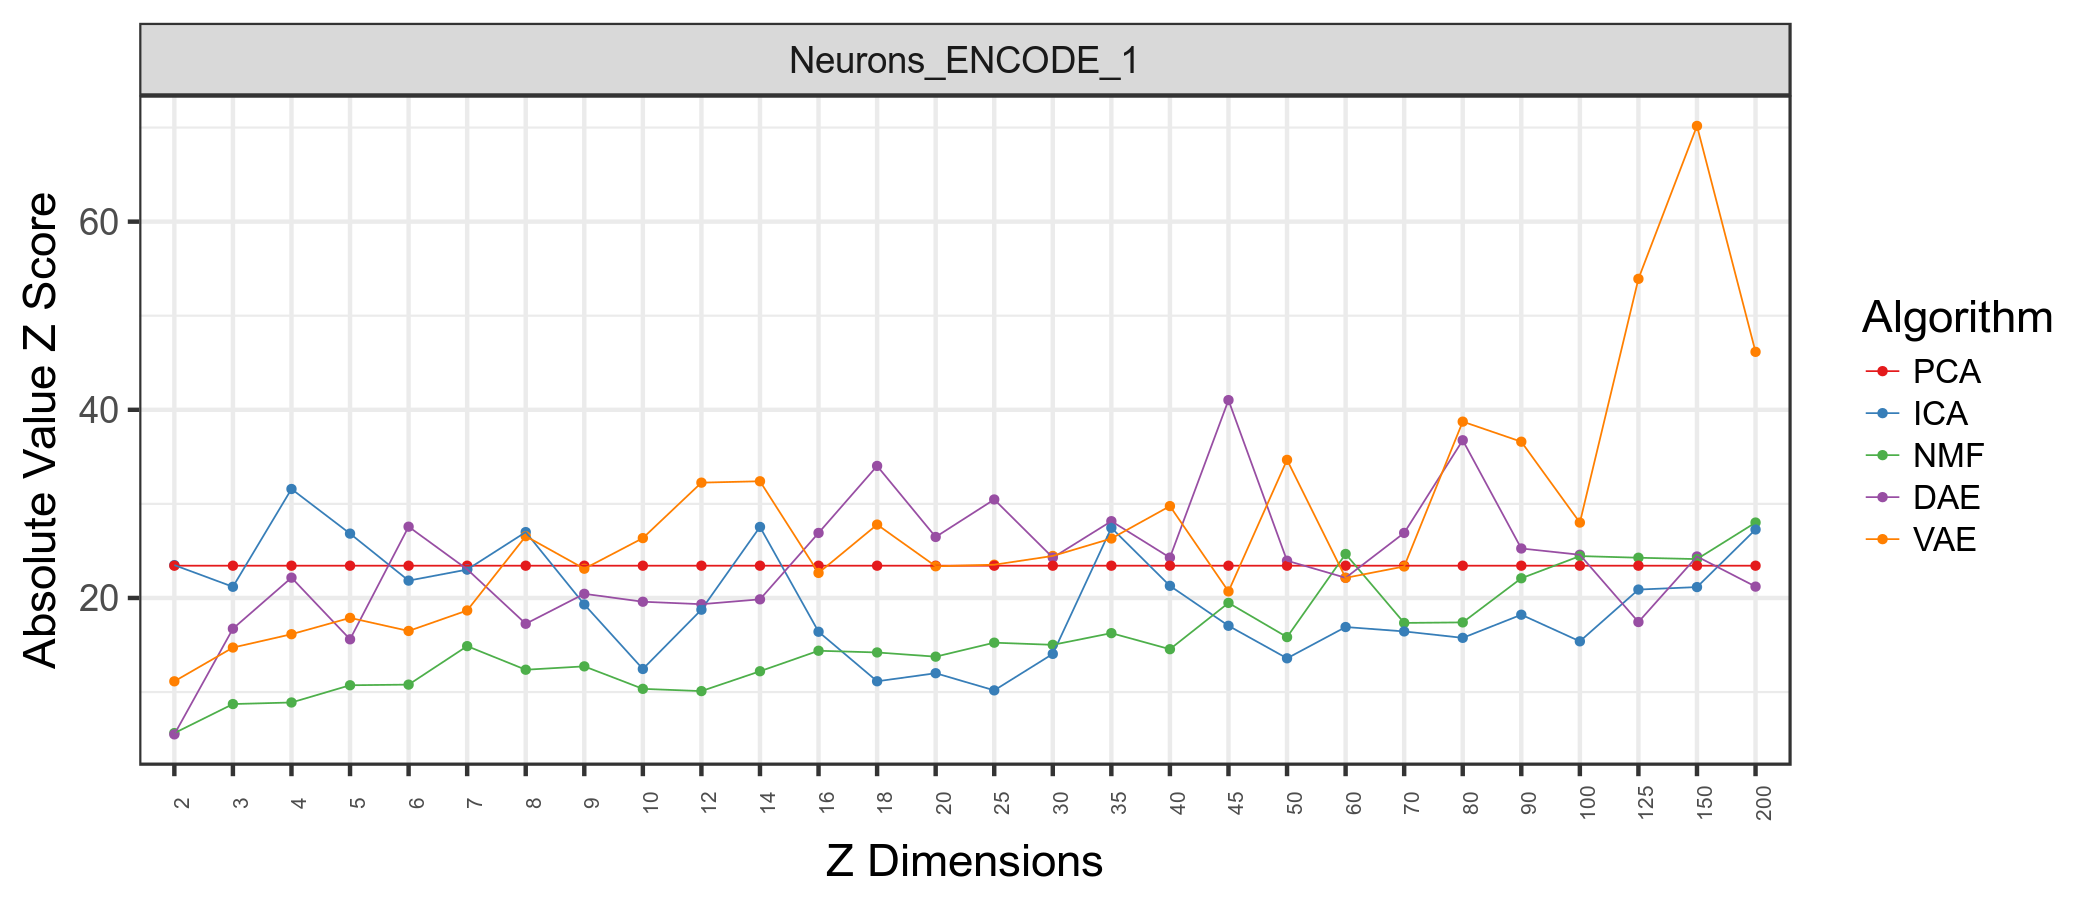 Neurons_ENCODE_1
Absolute Value Z Score
60
40
20
2 3 4 5 6 7 8 9 10 12 14 16 18 20 25 30 35 40 45 50 60 70 80 90 100 125 150 200
Z Dimensions
Algorithm
PCA
ICA
NMF
DAE
VAE